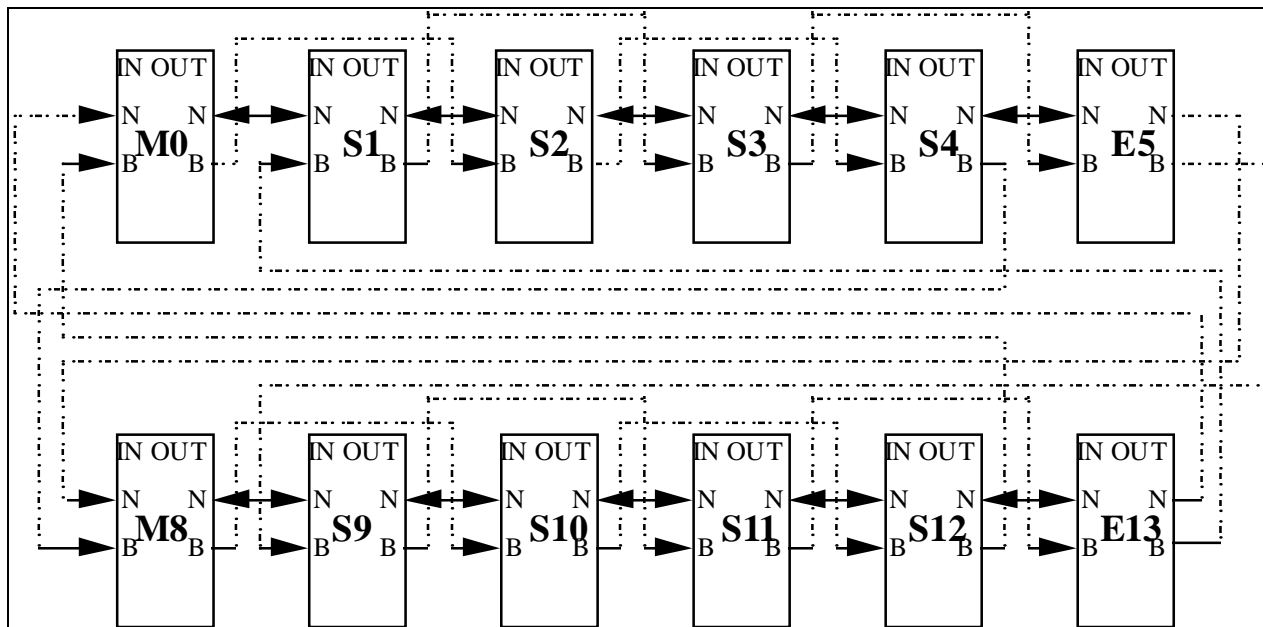 IN OUT IN OUT IN OUT IN OUT IN OUT IN OUT
N N N N N N N N N N N N
M0 S1 S2 S3 S4 E5
B B B B B B B B B B B B
IN OUT IN OUT IN OUT IN OUT IN OUT IN OUT
N N N N N N N N N N N N
M8 S9 S10 S11 S12 E13
B B B B B B B B B B B B